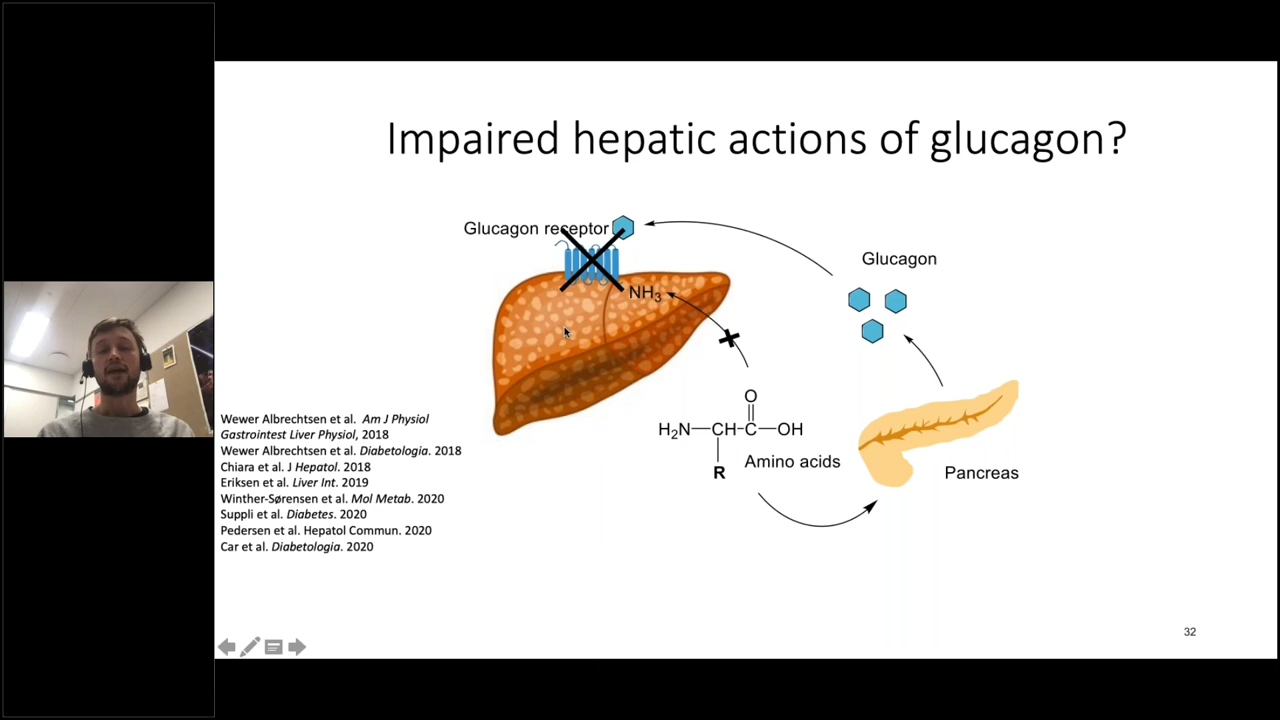 Impaired hepatic actions of glucagon?
Glucagon receptor
Glucagon
NH3
O
H2N—CH-C—OH
R
Amino acids
Pancreas
Wewer Albrechtsen et al. Am J Physiol
Gastrointest Liver Physiol, 2018
Wewer Albrechtsen et al. Diabetologia. 2018
Chiara et al. J Hepatol. 2018
Eriksen et al. Liver Int. 2019
Winther-Sørensen et al. Mol Metab. 2020
Suppli et al. Diabetes. 2020
Pedersen et al. Hepatol Commun. 2020
Car et al. Diabetologia. 2020
32